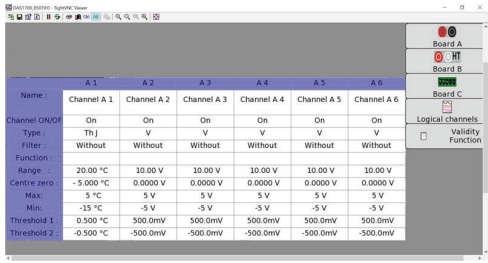 DAS1700_050710: - TightVNC Viewer
Board A
HT
Board B
Board C
Logical channels
Validity
Function
A 1 A 2 A 3 A 4 A 5 A 6
Name : Channel A 1 Channel A 2 Channel A 3 Channel A 4 Channel A 5 Channel A 6
Channel ON/OF On On On On On On
Type : Th J V V V V V
Filter : Without Without Without Without Without Without
Function :
Range : 20.00 °C 10.00 V 10.00 V 10.00 V 10.00 V 10.00 V
Centre zero : - 5.000 °C 0.0000 V 0.0000 V 0.0000 V 0.0000 V 0.0000 V
Max: 5 °C 5 V 5 V 5 V 5 V 5 V
Min: -15 °C -5 V -5 V -5 V -5 V -5 V
Threshold 1 : 0.500 °C 500.0mV 500.0mV 500.0mV 500.0mV 500.0mV
Threshold 2 : -0.500 °C -500.0mV -500.0mV -500.0mV -500.0mV -500.0mV